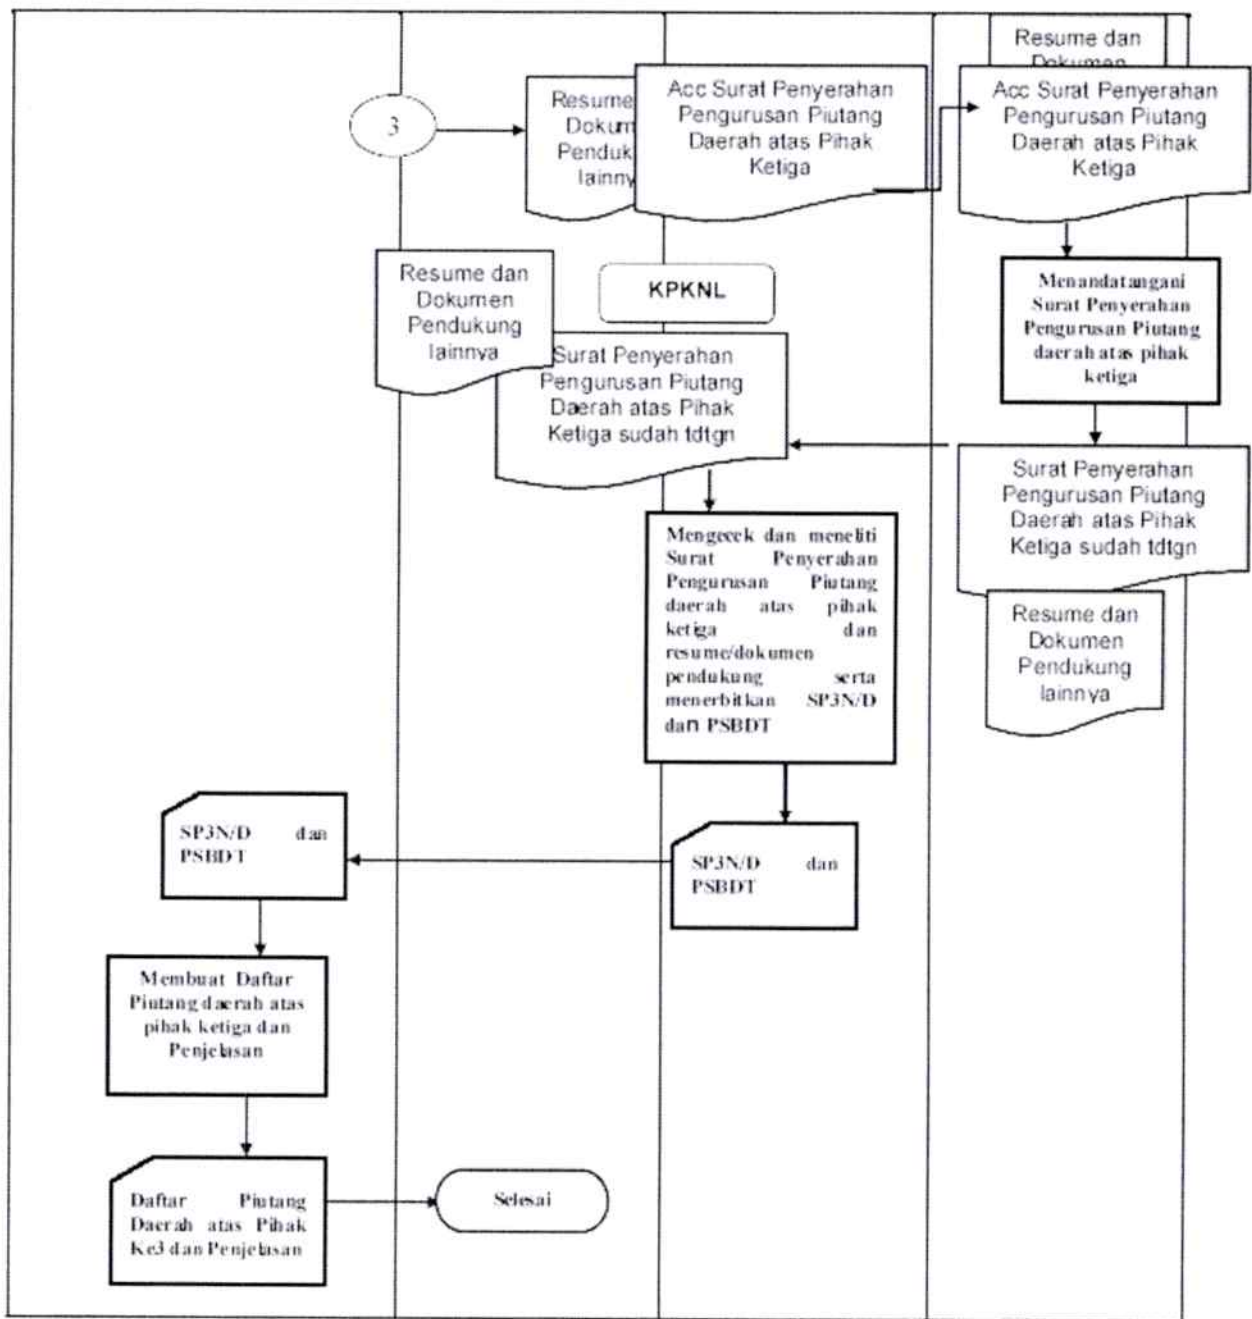 Resume dan
Dokumen
3
Resume
Dokum
Penduk
lainny
Acc Surat Penyerahan
Pengurusan Piutang
Daerah atas Pihak
Ketiga
Acc Surat Penyerahan
Pengurusan Piutang
Daerah atas Pihak
Ketiga
Resume dan
Dokumen
Pendukung
lainnya
KPKNL
Menandatangani
Surat Penyerahan
Pengurusan Piutang
daerah atas pihak
ketiga
Surat Penyerahan
Pengurusan Piutang
Daerah atas Pihak
Ketiga sudah tdtgn
Surat Penyerahan
Pengurusan Piutang
Daerah atas Pihak
Ketiga sudah tdtgn
Mengecek dan meneliti
Surat Penyerahan
Pengurusan Piutang
daerah atas pihak
ketiga dan
resume/dokumen
pendukung serta
menerbitkan SP3N/D
dan PSBDT
Resume dan
Dokumen
Pendukung
lainnya
SP3N/D dan
PSBDT
SP3N/D dan
PSBDT
Membuat Daftar
Piutang daerah atas
pihak ketiga dan
Penjelasan
Daftar Piutang
Daerah atas Pihak
Ke3 dan Penjelasan
Selesai